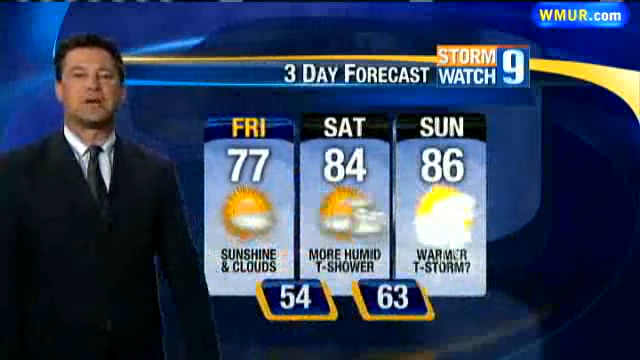 WMUR.com
3 DAY FORECAST
STORM
WATCH 9
FRI
SAT
SUN
77
84
86
SUNSHINE
& CLOUDS
MORE HUMID
T-SHOWER
WARMER
T-STORM?
54
63